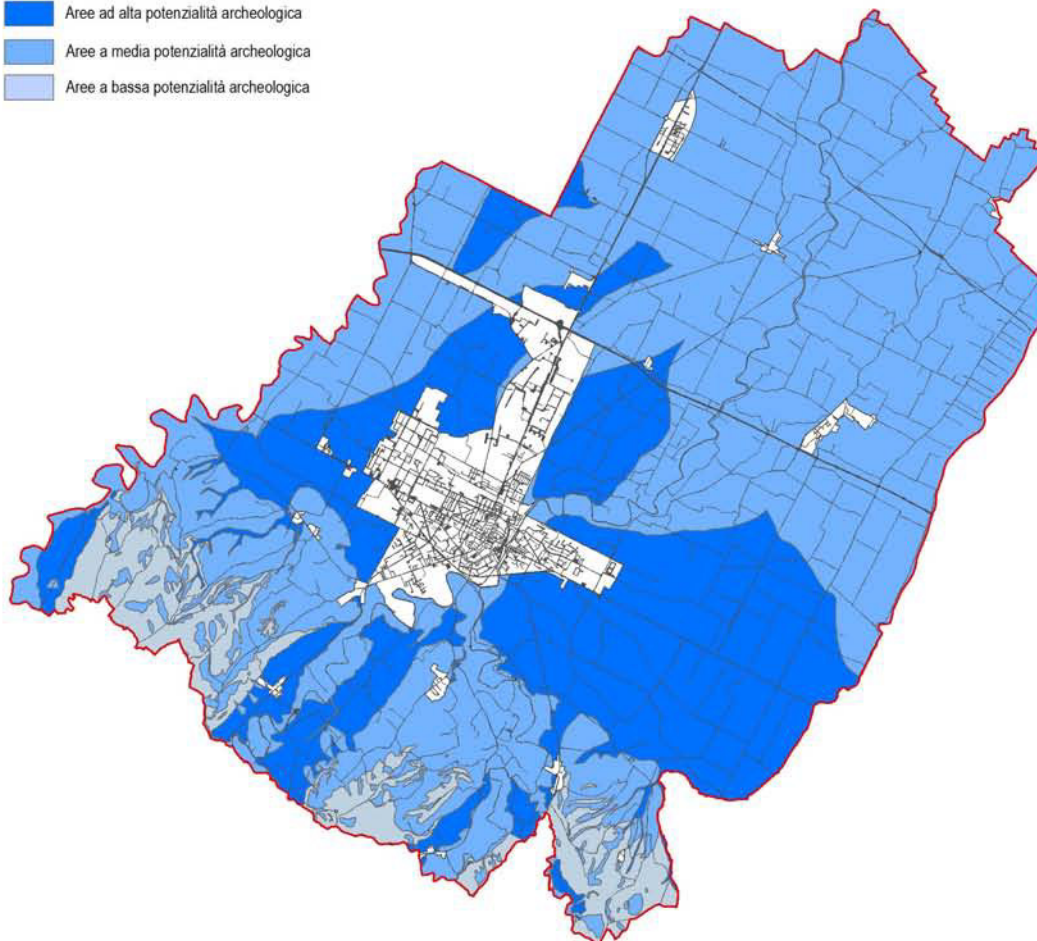 Aree ad alta potenzialità archeologica
Aree a media potenzialità archeologica
Aree a bassa potenzialità archeologica